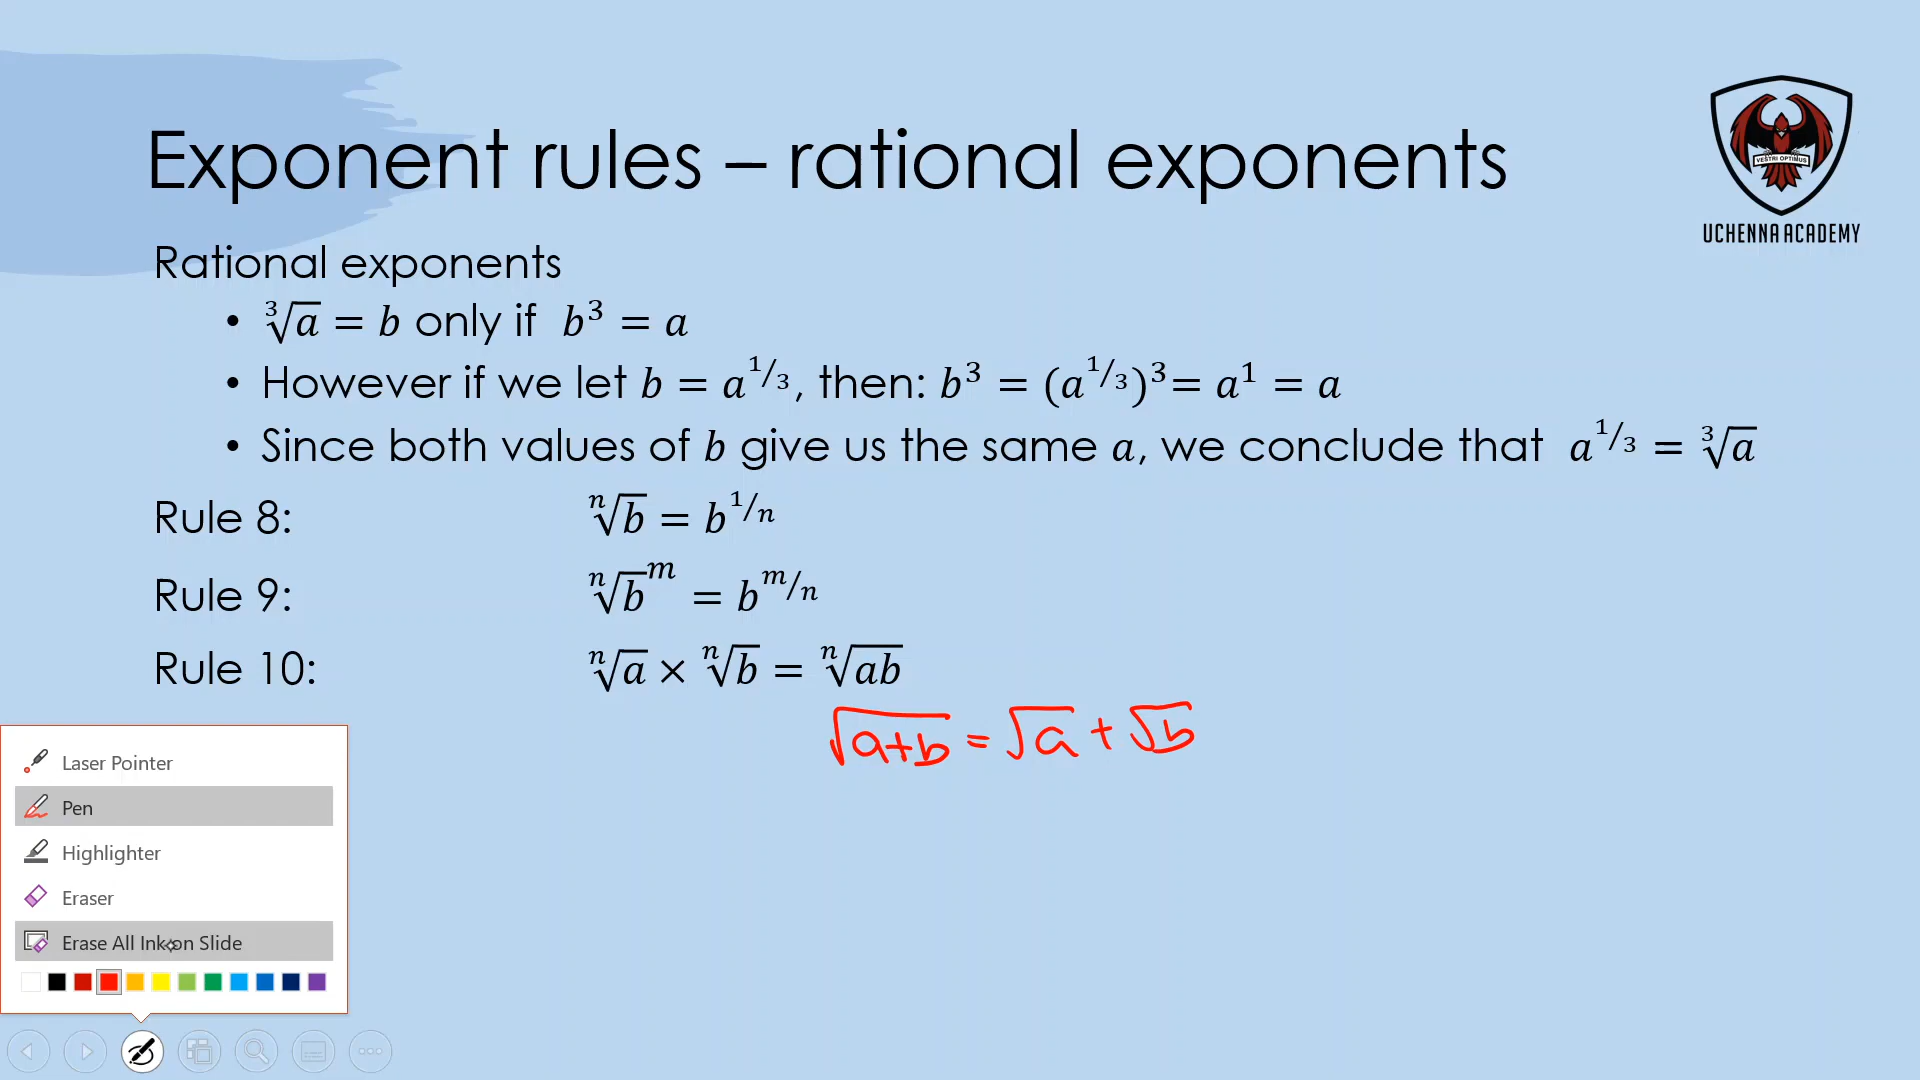 Exponent rules – rational exponents
VESTRI OPTIMUS
UCHENNA ACADEMY
Rational exponents
• ∛a = b only if b³ = a
• However if we let b = a^(1/3), then: b³ = (a^(1/3))³ = a¹ = a
• Since both values of b give us the same a, we conclude that a^(1/3) = ∛a
Rule 8: ⁿ√b = b^(1/n)
Rule 9: ⁿ√b^m = b^(m/n)
Rule 10: ⁿ√a × ⁿ√b = ⁿ√ab
√a+b = √a + √b
Laser Pointer
Pen
Highlighter
Eraser
Erase All Ink on Slide